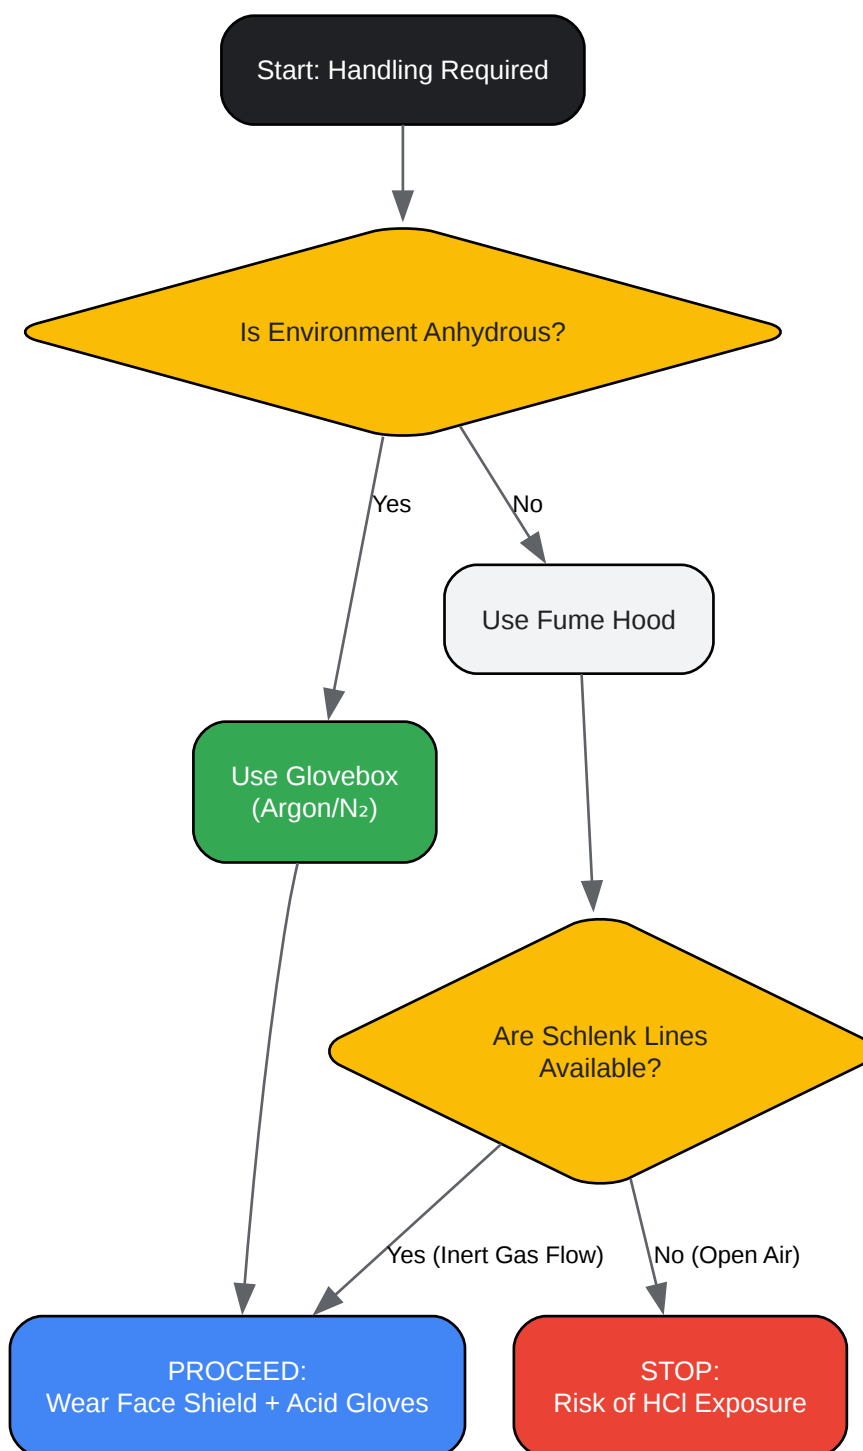 Start: Handling Required
Is Environment Anhydrous?
Yes
No
Use Fume Hood
Use Glovebox
(Argon/N₂)
Are Schlenk Lines
Available?
Yes (Inert Gas Flow)
No (Open Air)
PROCEED:
Wear Face Shield + Acid Gloves
STOP:
Risk of HCl Exposure